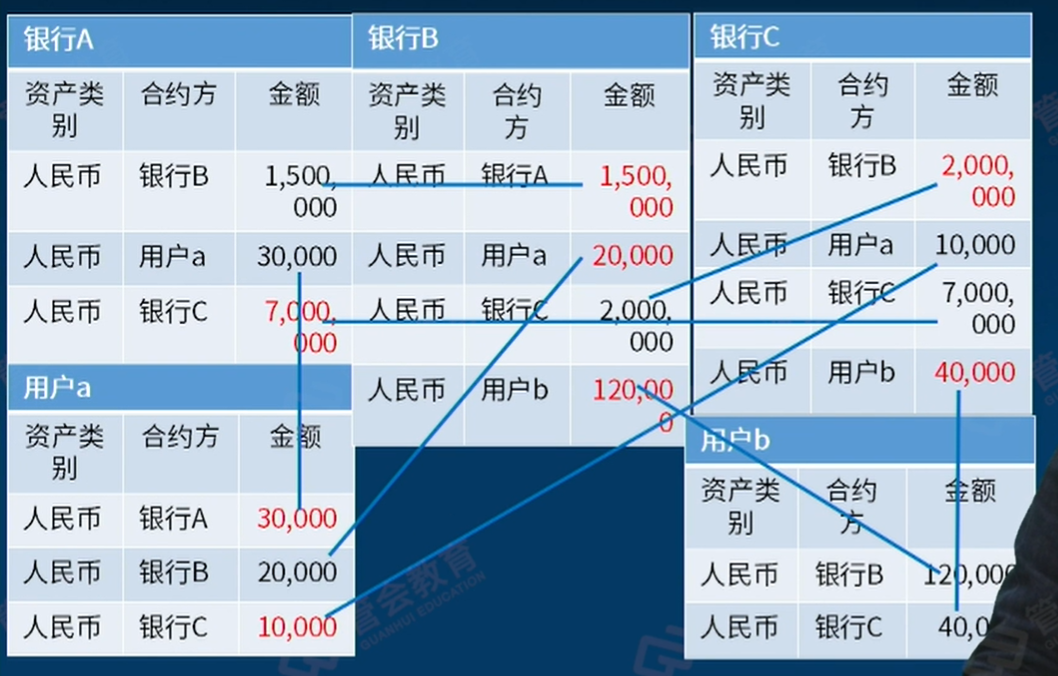 银行A
资产类
别
合约方
金额
人民币
银行B
1,500,
000
人民币
用户a
30,000
人民币
银行C
7,000,
000
银行B
资产类
别
合约
方
金额
人民币
银行A
1,500,
000
人民币
用户a
20,000
人民币
银行C
2,000,
000
人民币
用户b
120,00
0
银行C
资产类
别
合约
方
金额
人民币
银行B
2,000,
000
人民币
用户a
10,000
人民币
银行C
7,000,
000
人民币
用户b
40,000
用户a
资产类
别
合约方
金额
人民币
银行A
30,000
人民币
银行B
20,000
人民币
银行C
10,000
用户b
资产类
别
合约
方
金额
人民币
银行B
120,000
人民币
银行C
40,0
管会教育
GUANHUI EDUCATION